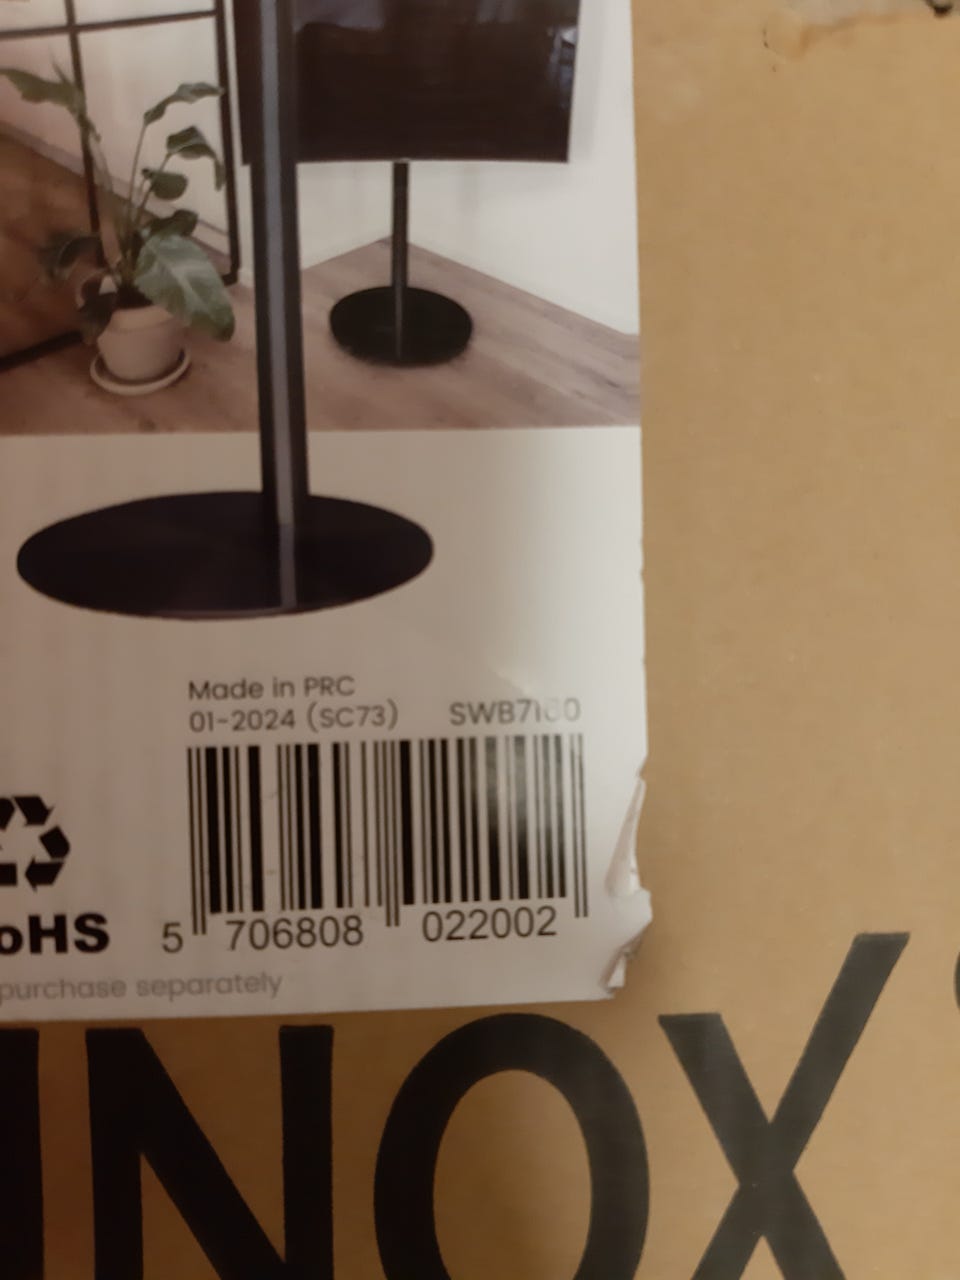 Made in PRC
01-2024 (SC73)
5 706808 022002
oHS
purchase separately
INOX